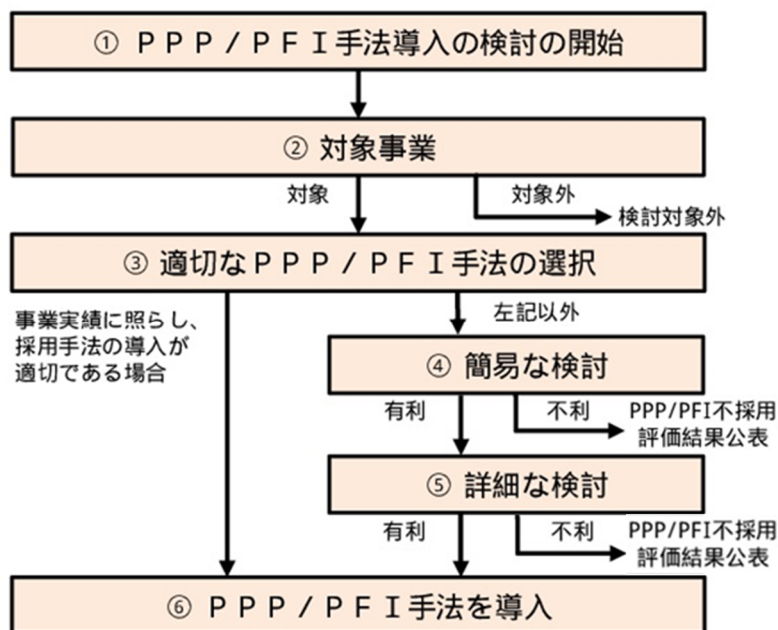 ① ＰＰＰ/ＰＦＩ手法導入の検討の開始
② 対象事業
対象
対象外
検討対象外
③ 適切なＰＰＰ/ＰＦＩ手法の選択
事業実績に照らし、
採用手法の導入が
適切である場合
左記以外
④ 簡易な検討
有利
不利
PPP/PFI不採用
評価結果公表
⑤ 詳細な検討
有利
不利
PPP/PFI不採用
評価結果公表
⑥ ＰＰＰ/ＰＦＩ手法を導入